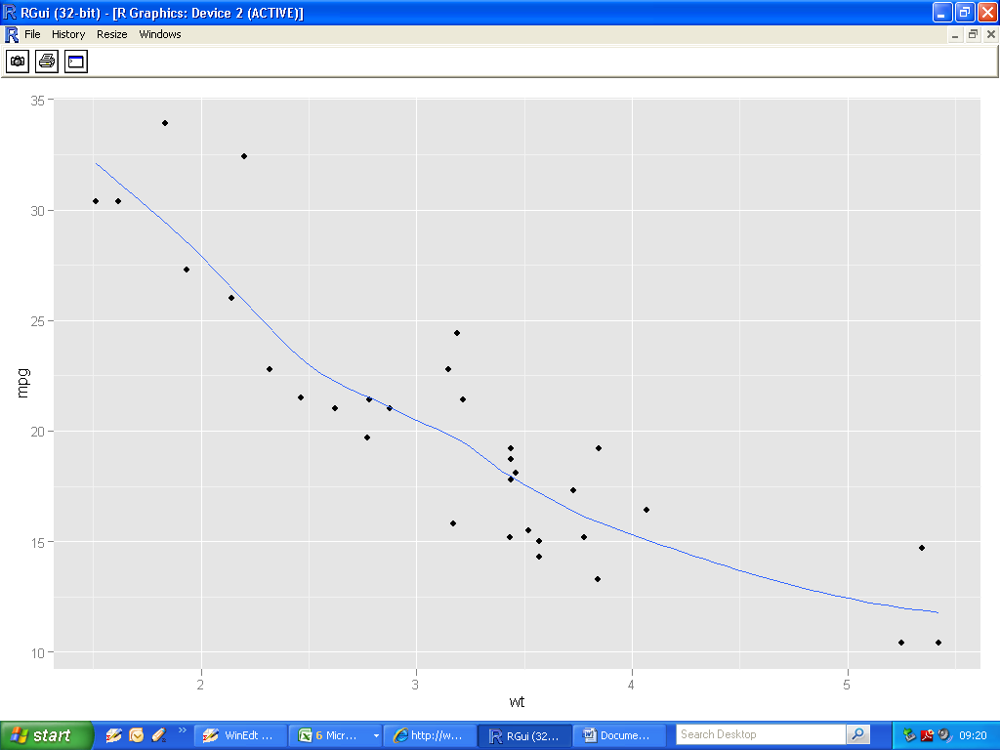 RGui (32-bit) - [R Graphics: Device 2 (ACTIVE)]
File History Resize Windows
35
30
25
20
15
10
mpg
2 3 4 5
wt
start
WinEdt ...
6 Micr...
http://w...
RGui (32...
Docume...
Search Desktop
09:20